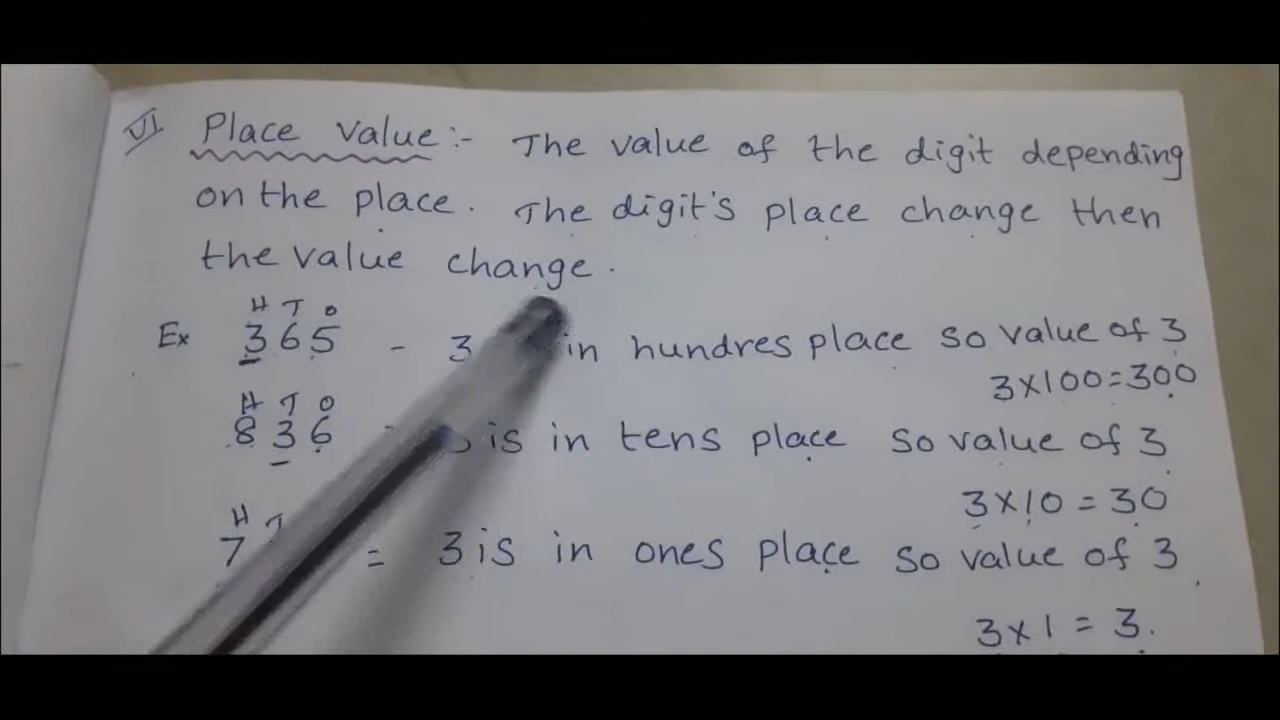 VI Place Value:- The value of the digit depending
on the place. The digit's place change then
the value change.
H T O
Ex 365 - 3 in hundres place so value of 3
3x100=300
H T O
836 is in tens place so value of 3
3x10=30
H T
7 = 3 is in ones place so value of 3
3x1=3.